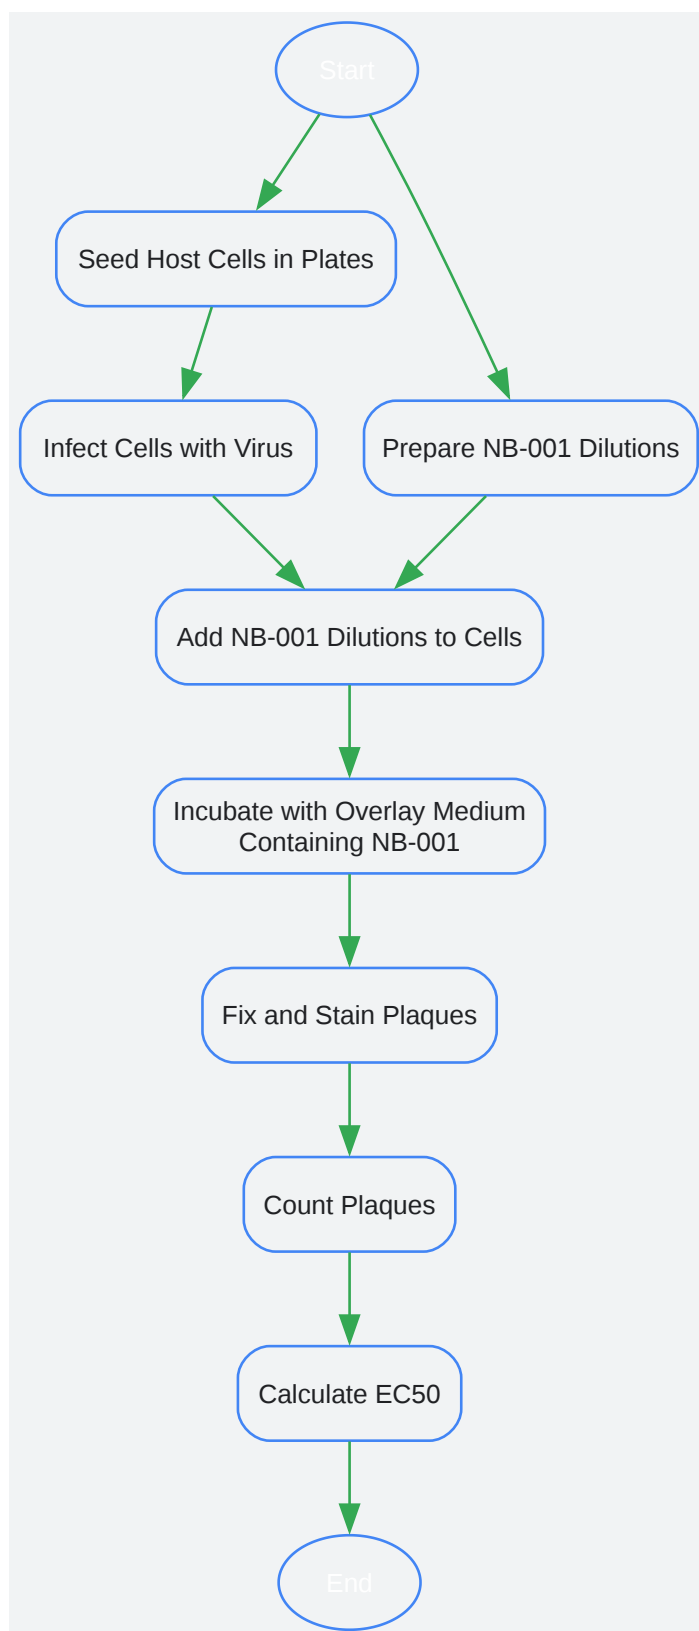 Start
Seed Host Cells in Plates
Infect Cells with Virus
Prepare NB-001 Dilutions
Add NB-001 Dilutions to Cells
Incubate with Overlay Medium
Containing NB-001
Fix and Stain Plaques
Count Plaques
Calculate EC50
End